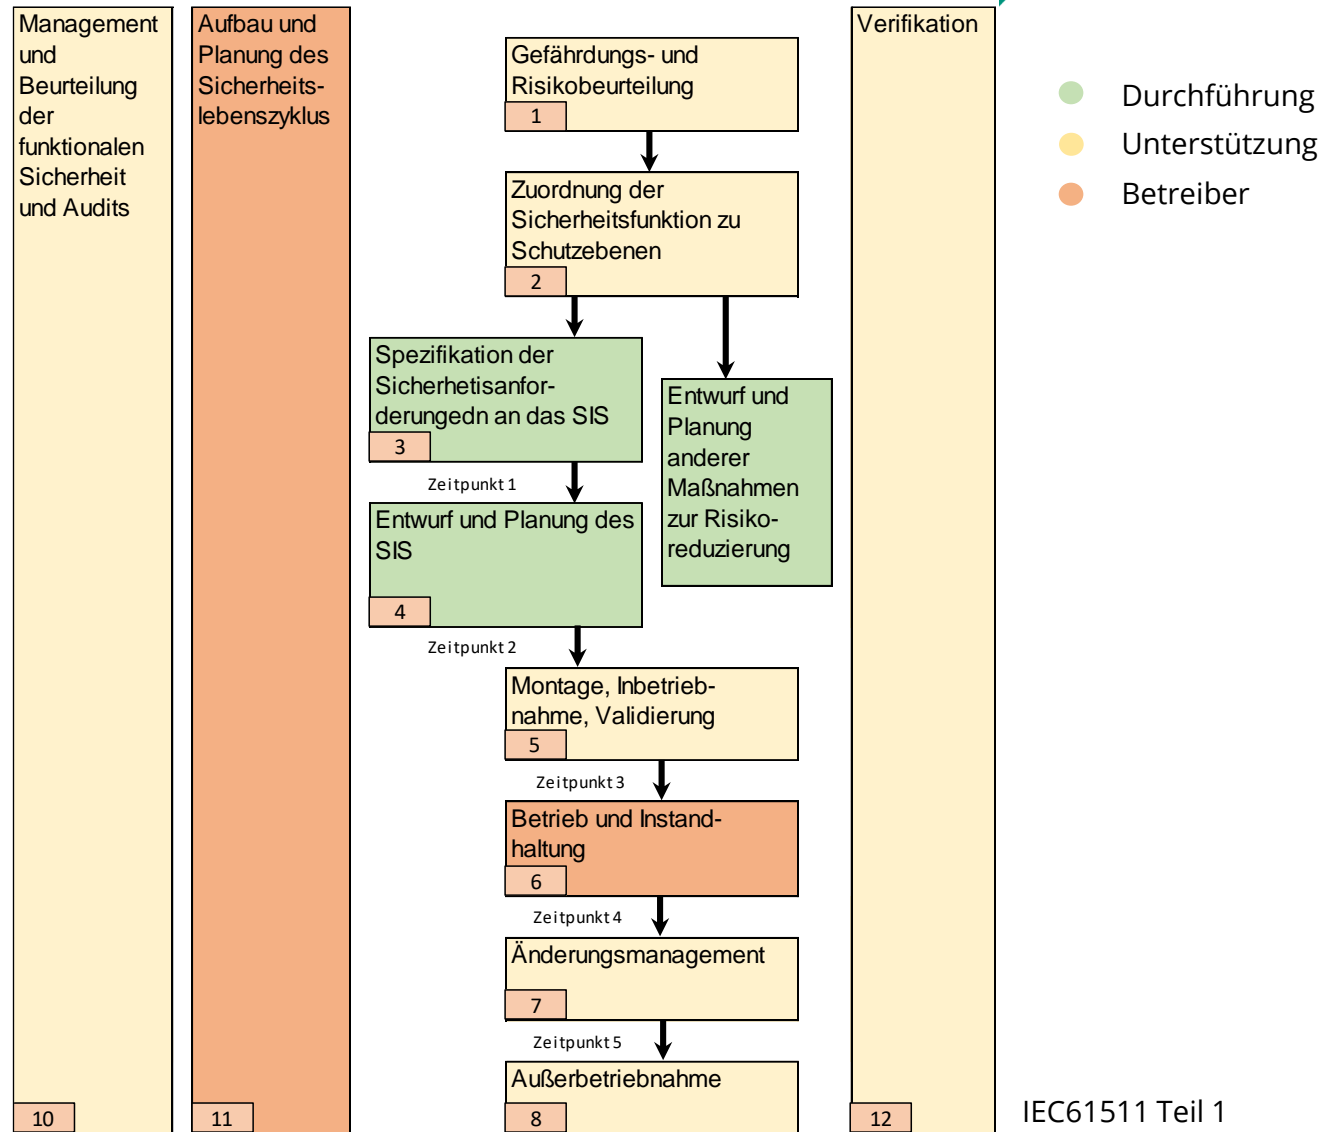 Management
und
Beurteilung
der
funktionalen
Sicherheit
und Audits
10
Aufbau und
Planung des
Sicherheits-
lebenszyklus
11
Gefährdungs- und
Risikobeurteilung
1
Zuordnung der
Sicherheitsfunktion zu
Schutzebenen
2
Spezifikation der
Sicherhetisanfor-
derungedn an das SIS
3
Entwurf und
Planung
anderer
Maßnahmen
zur Risiko-
reduzierung
Zeitpunkt 1
Entwurf und Planung des
SIS
4
Zeitpunkt 2
Montage, Inbetrieb-
nahme, Validierung
5
Zeitpunkt 3
Betrieb und Instand-
haltung
6
Zeitpunkt 4
Änderungsmanagement
7
Zeitpunkt 5
Außerbetriebnahme
8
Verifikation
12
Durchführung
Unterstützung
Betreiber
IEC61511 Teil 1